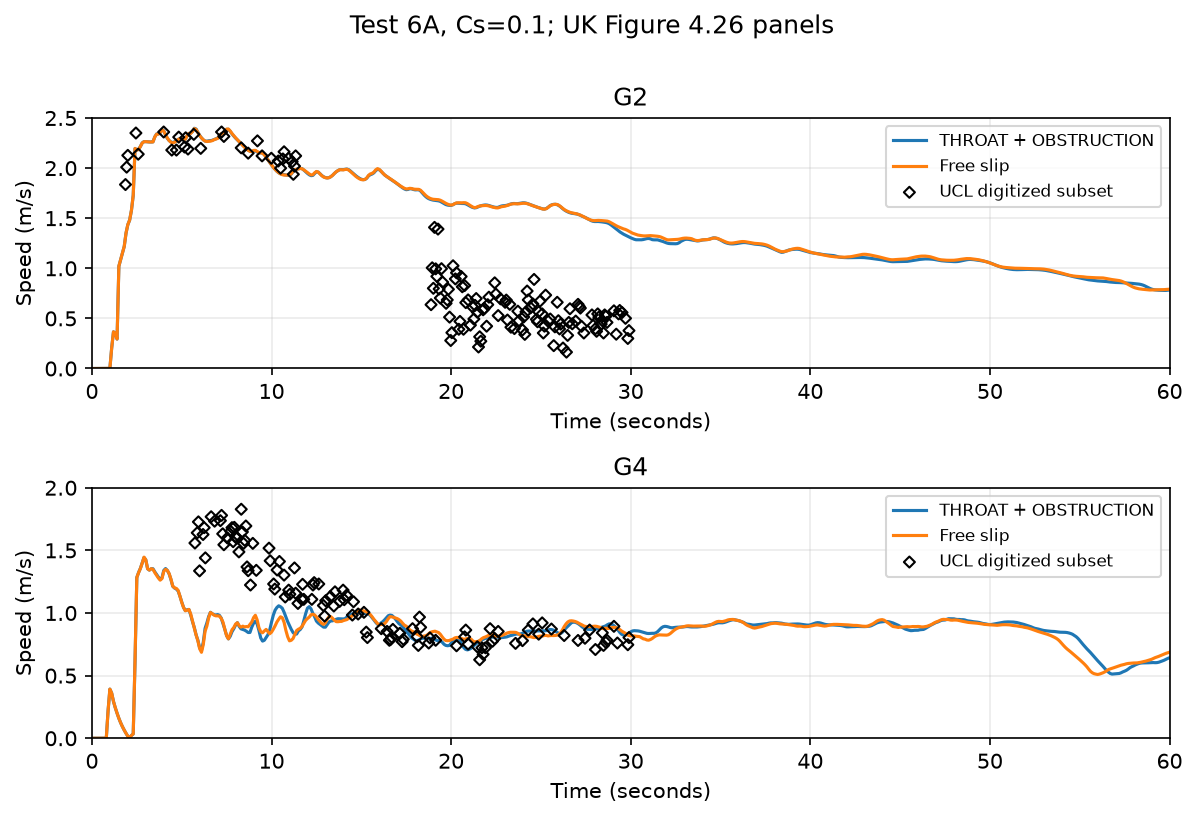 Test 6A, Cs=0.1; UK Figure 4.26 panels
G2
2.5
2.0
1.5
1.0
0.5
0.0
Speed (m/s)
THROAT + OBSTRUCTION
Free slip
UCL digitized subset
0 10 20 30 40 50 60
Time (seconds)
G4
2.0
1.5
1.0
0.5
0.0
Speed (m/s)
THROAT + OBSTRUCTION
Free slip
UCL digitized subset
0 10 20 30 40 50 60
Time (seconds)